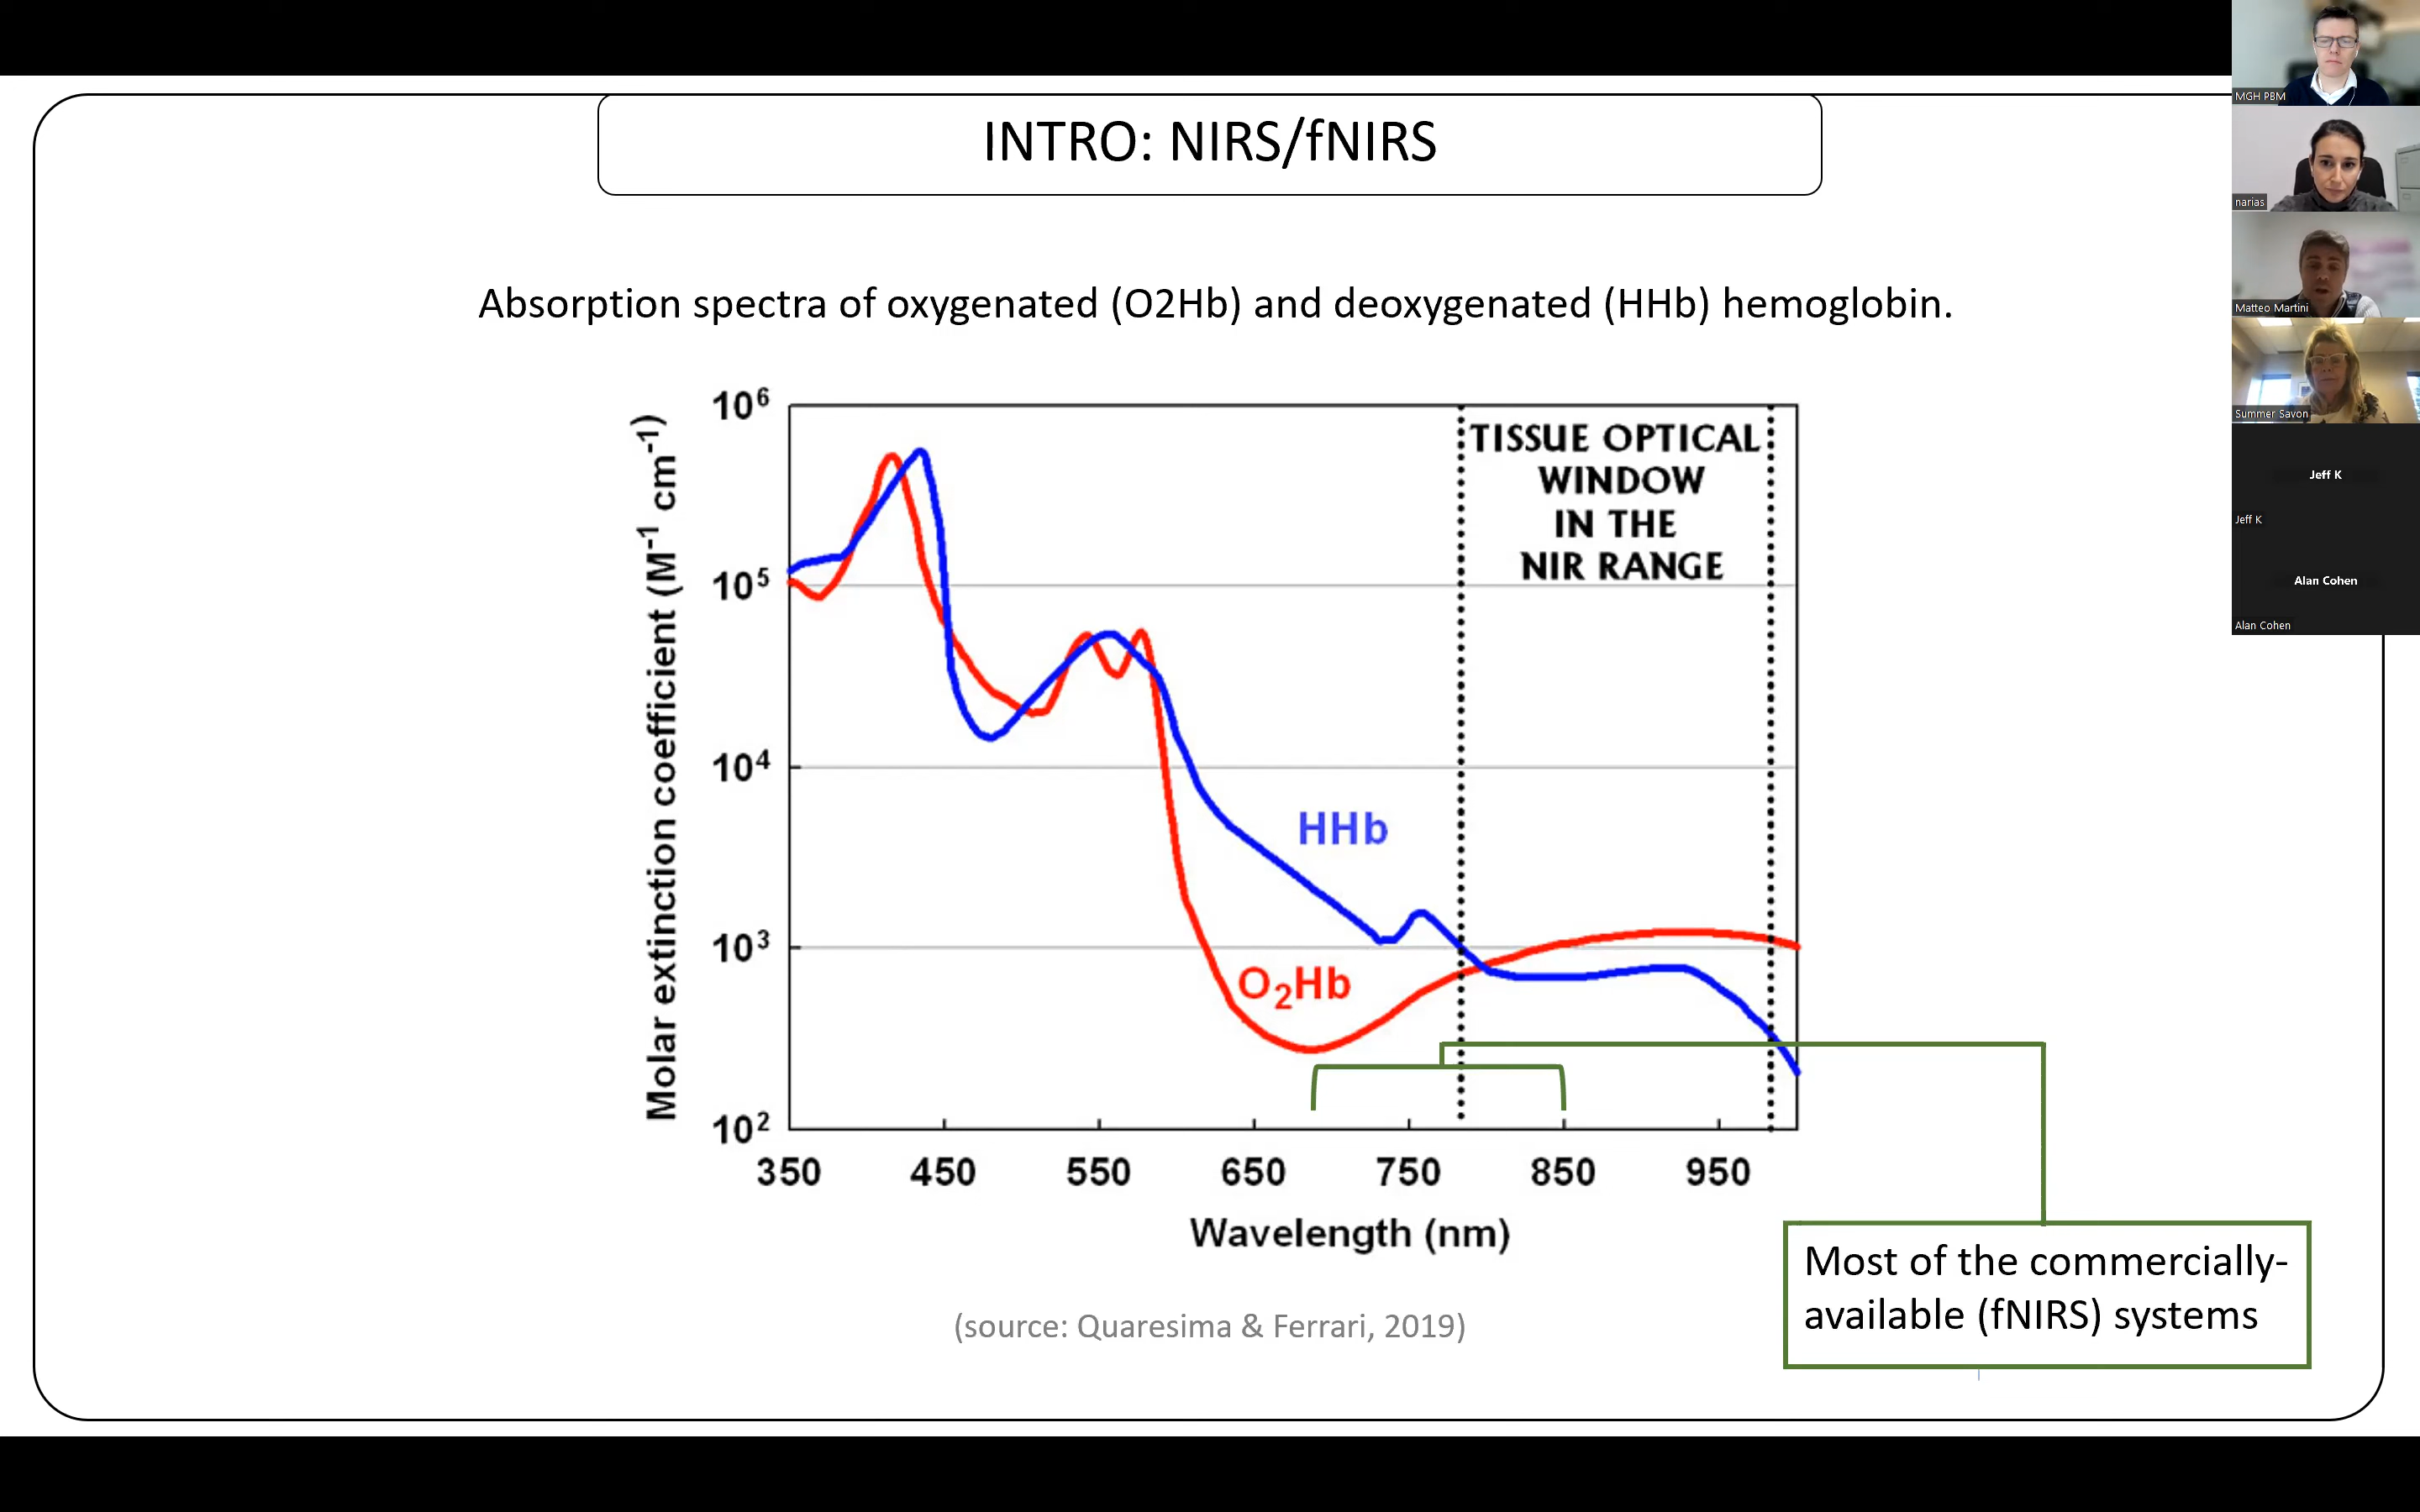 INTRO: NIRS/fNIRS
Absorption spectra of oxygenated (O2Hb) and deoxygenated (HHb) hemoglobin.
Molar extinction coefficient (M⁻¹ cm⁻¹)
10⁶
10⁵
10⁴
10³
10²
TISSUE OPTICAL
WINDOW
IN THE
NIR RANGE
HHb
O₂Hb
350 450 550 650 750 850 950
Wavelength (nm)
Most of the commercially-
available (fNIRS) systems
(source: Quaresima & Ferrari, 2019)
MGH PBM
narias
Matteo Martini
Summer Savon
Jeff K
Jeff K
Alan Cohen
Alan Cohen